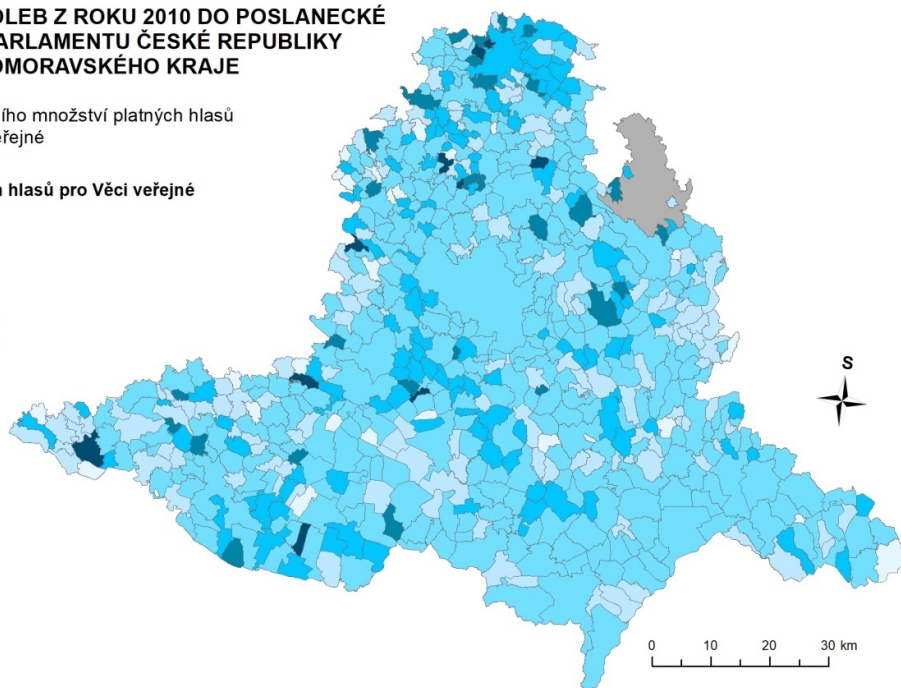 OLEB Z ROKU 2010 DO POSLANECKÉ
ARLAMENTU ČESKÉ REPUBLIKY
OMORAVSKÉHO KRAJE
ího množství platných hlasů
eřejné
hlasů pro Věci veřejné
S
0 10 20 30 km